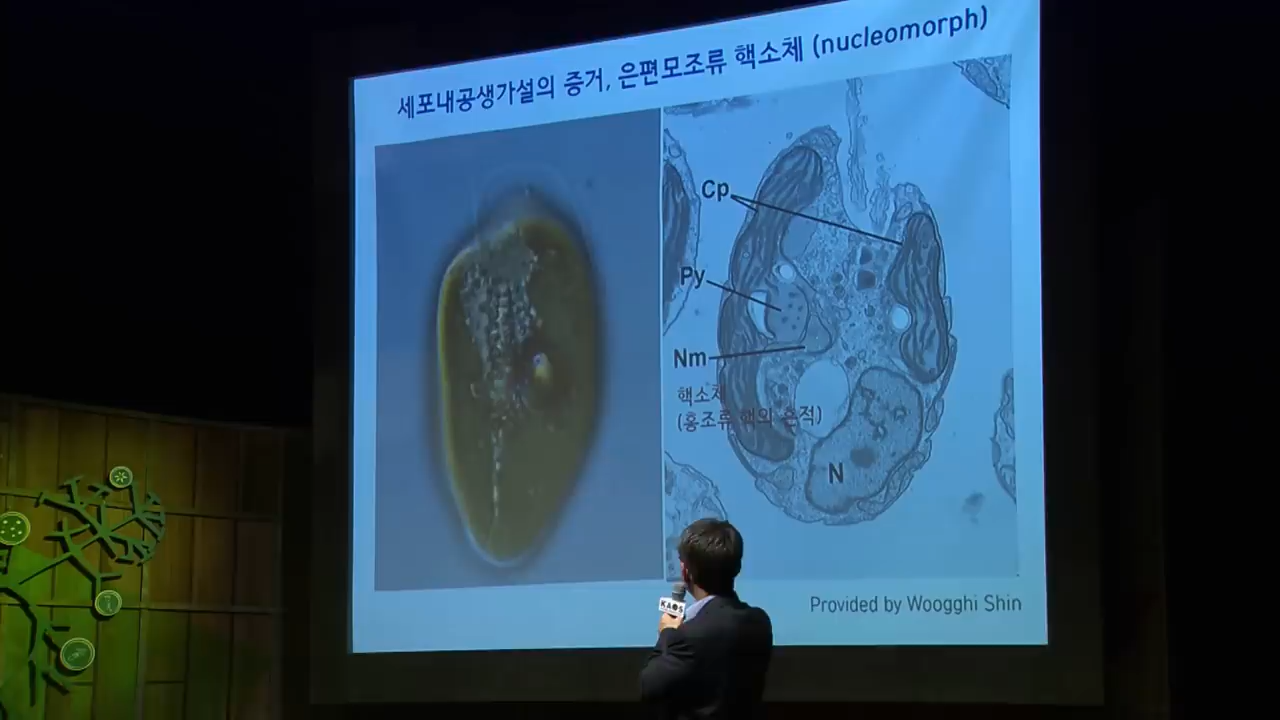 세포내공생가설의 증거, 은편모조류 핵소체 (nucleomorph)
Cp
Py
Nm
핵소체
(홍조류 핵의 흔적)
N
Provided by Woogghi Shin
KAOS